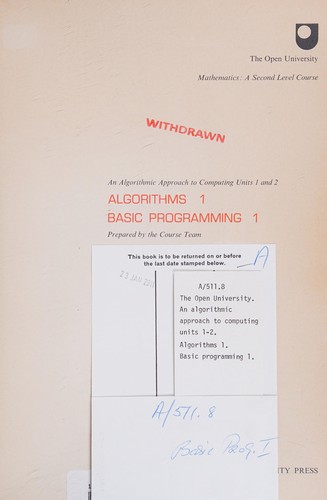 The Open University
Mathematics: A Second Level Course
WITHDRAWN
An Algorithmic Approach to Computing Units 1 and 2
ALGORITHMS 1
BASIC PROGRAMMING 1
Prepared by the Course Team
This book is to be returned on or before
the last date stamped below.
A
A/511.8
The Open University.
An algorithmic
approach to computing
units 1-2.
Algorithms 1.
Basic programming 1.
A/511.8
Basic Prog. I
ITY PRESS